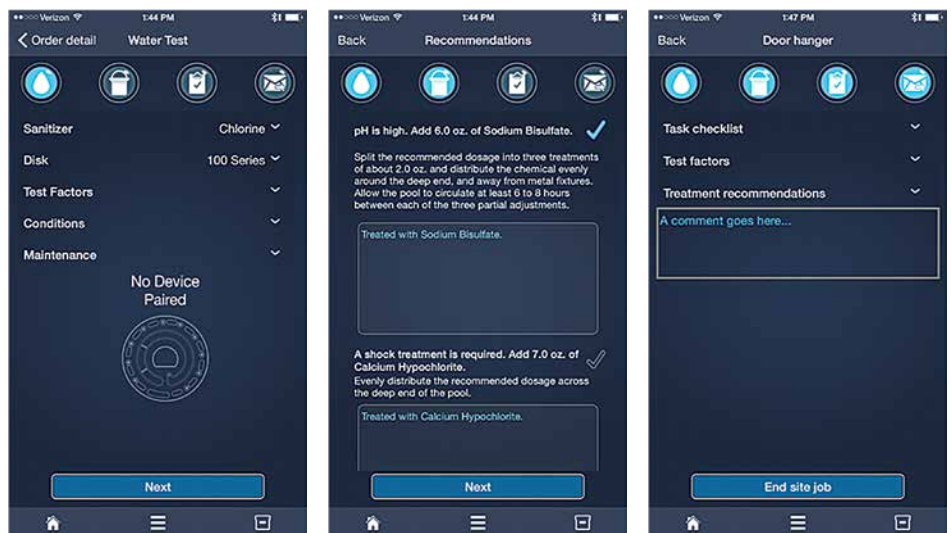 Verizon 1:44 PM
Order detail Water Test
Sanitizer Chlorine
Disk 100 Series
Test Factors
Conditions
Maintenance
No Device
Paired
Next
Verizon 1:44 PM
Back Recommendations
pH is high. Add 6.0 oz. of Sodium Bisulfate.
Split the recommended dosage into three treatments
of about 2.0 oz. and distribute the chemical evenly
around the deep end, and away from metal fixtures.
Allow the pool to circulate at least 6 to 8 hours
between each of the three partial adjustments.
Treated with Sodium Bisulfate.
A shock treatment is required. Add 7.0 oz. of
Calcium Hypochlorite.
Evenly distribute the recommended dosage across
the deep end of the pool.
Treated with Calcium Hypochlorite.
Next
Verizon 1:47 PM
Back Door hanger
Task checklist
Test factors
Treatment recommendations
A comment goes here...
End site job